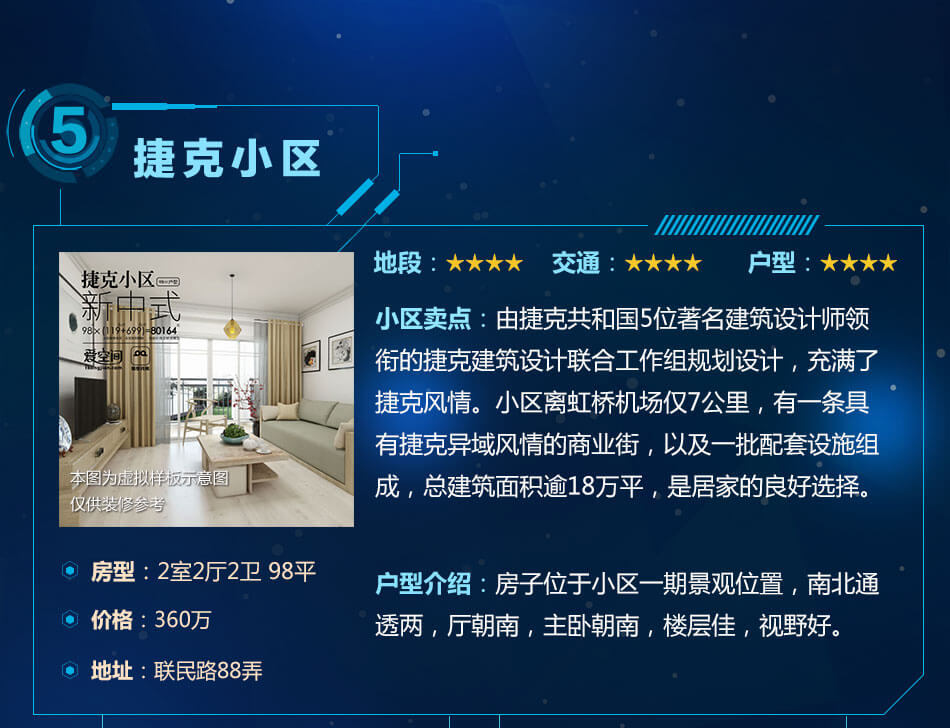 5
捷克小区
地段：★★★★ 交通：★★★★ 户型：★★★★
捷克小区
新中式
98×(119+699)=80164
爱空间
本图为虚拟样板示意图
仅供装修参考
小区卖点：由捷克共和国5位著名建筑设计师领
衔的捷克建筑设计联合工作组规划设计，充满了
捷克风情。小区离虹桥机场仅7公里，有一条具
有捷克异域风情的商业街，以及一批配套设施组
成，总建筑面积逾18万平，是居家的良好选择。
房型：2室2厅2卫 98平
价格：360万
地址：联民路88弄
户型介绍：房子位于小区一期景观位置，南北通
透两，厅朝南，主卧朝南，楼层佳，视野好。